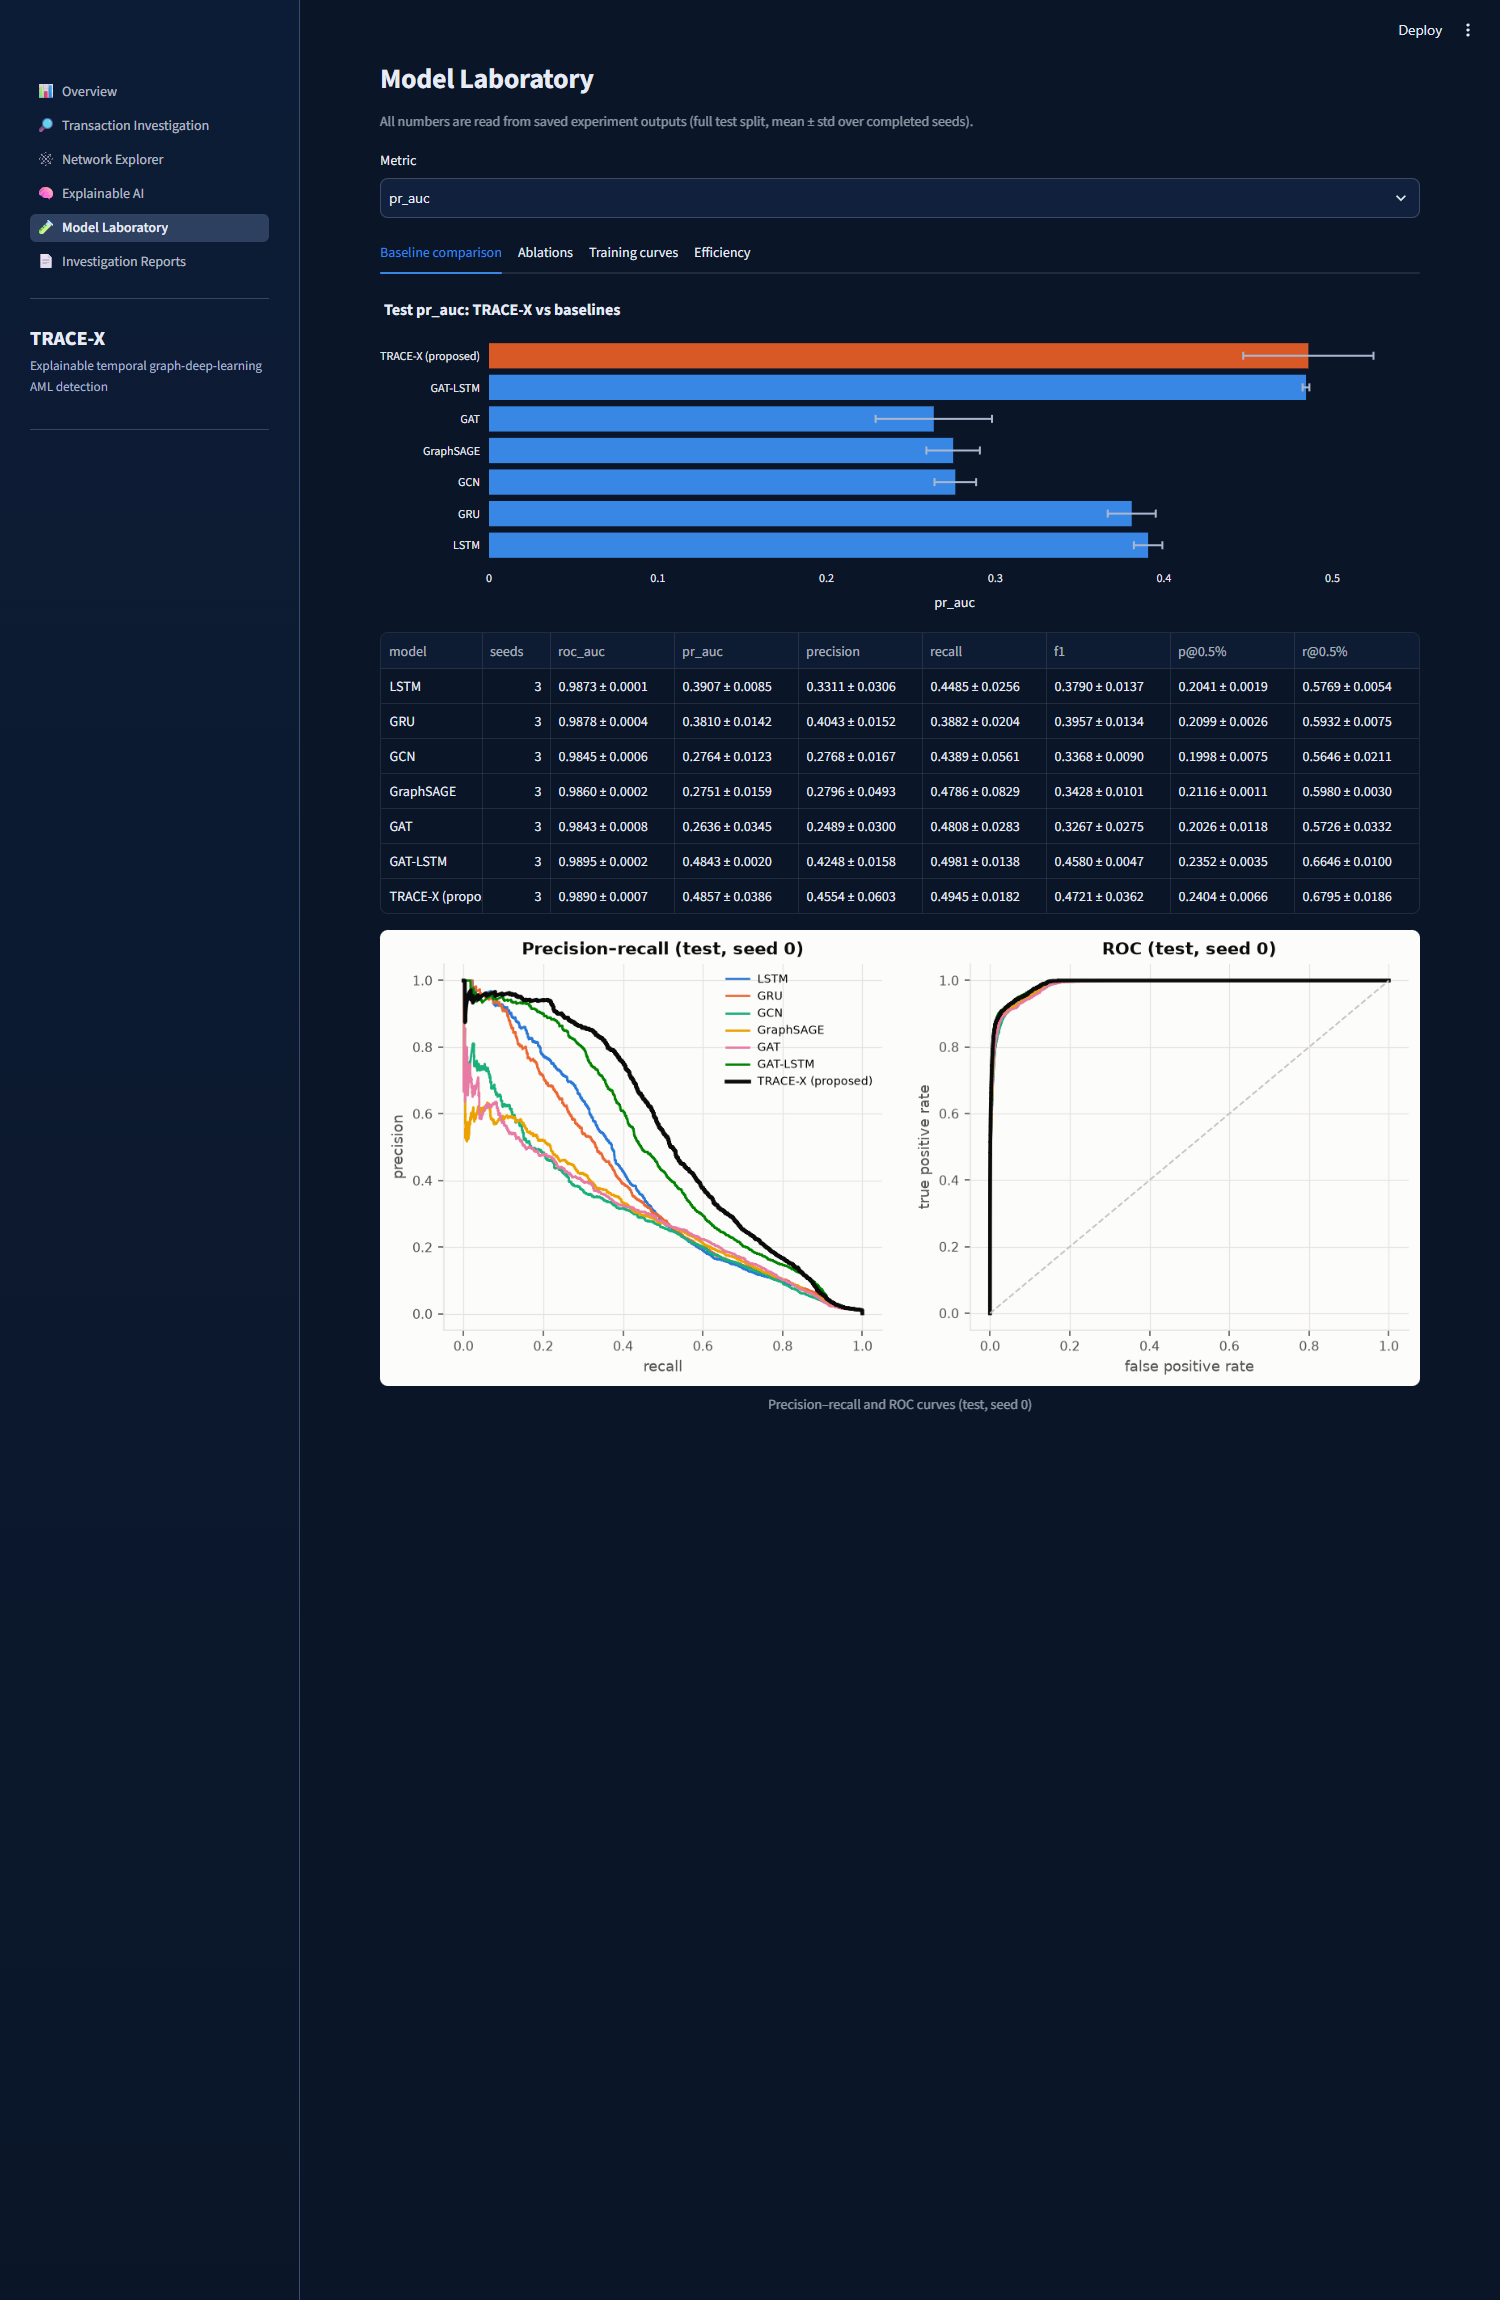 Deploy
Overview
Transaction Investigation
Network Explorer
Explainable AI
Model Laboratory
Investigation Reports
TRACE-X
Explainable temporal graph-deep-learning
AML detection
Model Laboratory
All numbers are read from saved experiment outputs (full test split, mean ± std over completed seeds).
Metric
pr_auc
Baseline comparison Ablations Training curves Efficiency
Test pr_auc: TRACE-X vs baselines
TRACE-X (proposed)
GAT-LSTM
GAT
GraphSAGE
GCN
GRU
LSTM
0 0.1 0.2 0.3 0.4 0.5
pr_auc
model seeds roc_auc pr_auc precision recall f1 p@0.5% r@0.5%
LSTM 3 0.9873 ± 0.0001 0.3907 ± 0.0085 0.3311 ± 0.0306 0.4485 ± 0.0256 0.3790 ± 0.0137 0.2041 ± 0.0019 0.5769 ± 0.0054
GRU 3 0.9878 ± 0.0004 0.3810 ± 0.0142 0.4043 ± 0.0152 0.3882 ± 0.0204 0.3957 ± 0.0134 0.2099 ± 0.0026 0.5932 ± 0.0075
GCN 3 0.9845 ± 0.0006 0.2764 ± 0.0123 0.2768 ± 0.0167 0.4389 ± 0.0561 0.3368 ± 0.0090 0.1998 ± 0.0075 0.5646 ± 0.0211
GraphSAGE 3 0.9860 ± 0.0002 0.2751 ± 0.0159 0.2796 ± 0.0493 0.4786 ± 0.0829 0.3428 ± 0.0101 0.2116 ± 0.0011 0.5980 ± 0.0030
GAT 3 0.9843 ± 0.0008 0.2636 ± 0.0345 0.2489 ± 0.0300 0.4808 ± 0.0283 0.3267 ± 0.0275 0.2026 ± 0.0118 0.5726 ± 0.0332
GAT-LSTM 3 0.9895 ± 0.0002 0.4843 ± 0.0020 0.4248 ± 0.0158 0.4981 ± 0.0138 0.4580 ± 0.0047 0.2352 ± 0.0035 0.6646 ± 0.0100
TRACE-X (propo 3 0.9890 ± 0.0007 0.4857 ± 0.0386 0.4554 ± 0.0603 0.4945 ± 0.0182 0.4721 ± 0.0362 0.2404 ± 0.0066 0.6795 ± 0.0186
Precision–recall (test, seed 0)
1.0
0.8
0.6
0.4
0.2
0.0
precision
LSTM
GRU
GCN
GraphSAGE
GAT
GAT-LSTM
TRACE-X (proposed)
0.0 0.2 0.4 0.6 0.8 1.0
recall
ROC (test, seed 0)
1.0
0.8
0.6
0.4
0.2
0.0
true positive rate
0.0 0.2 0.4 0.6 0.8 1.0
false positive rate
Precision–recall and ROC curves (test, seed 0)